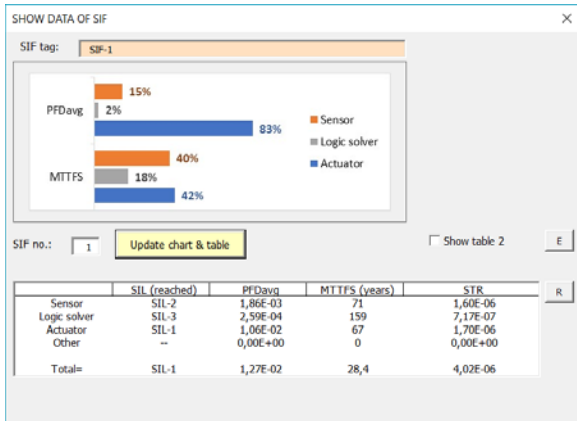 SHOW DATA OF SIF
SIF tag: SIF-1
15%
PFDavg 2%
83%
40%
MTTFS 18%
42%
Sensor
Logic solver
Actuator
SIF no.: 1 Update chart & table Show table 2 E
R
SIL (reached) PFDavg MTTFS (years) STR
Sensor SIL-2 1,86E-03 71 1,60E-06
Logic solver SIL-3 2,59E-04 159 7,17E-07
Actuator SIL-1 1,06E-02 67 1,70E-06
Other -- 0,00E+00 0 0,00E+00
Total= SIL-1 1,27E-02 28,4 4,02E-06